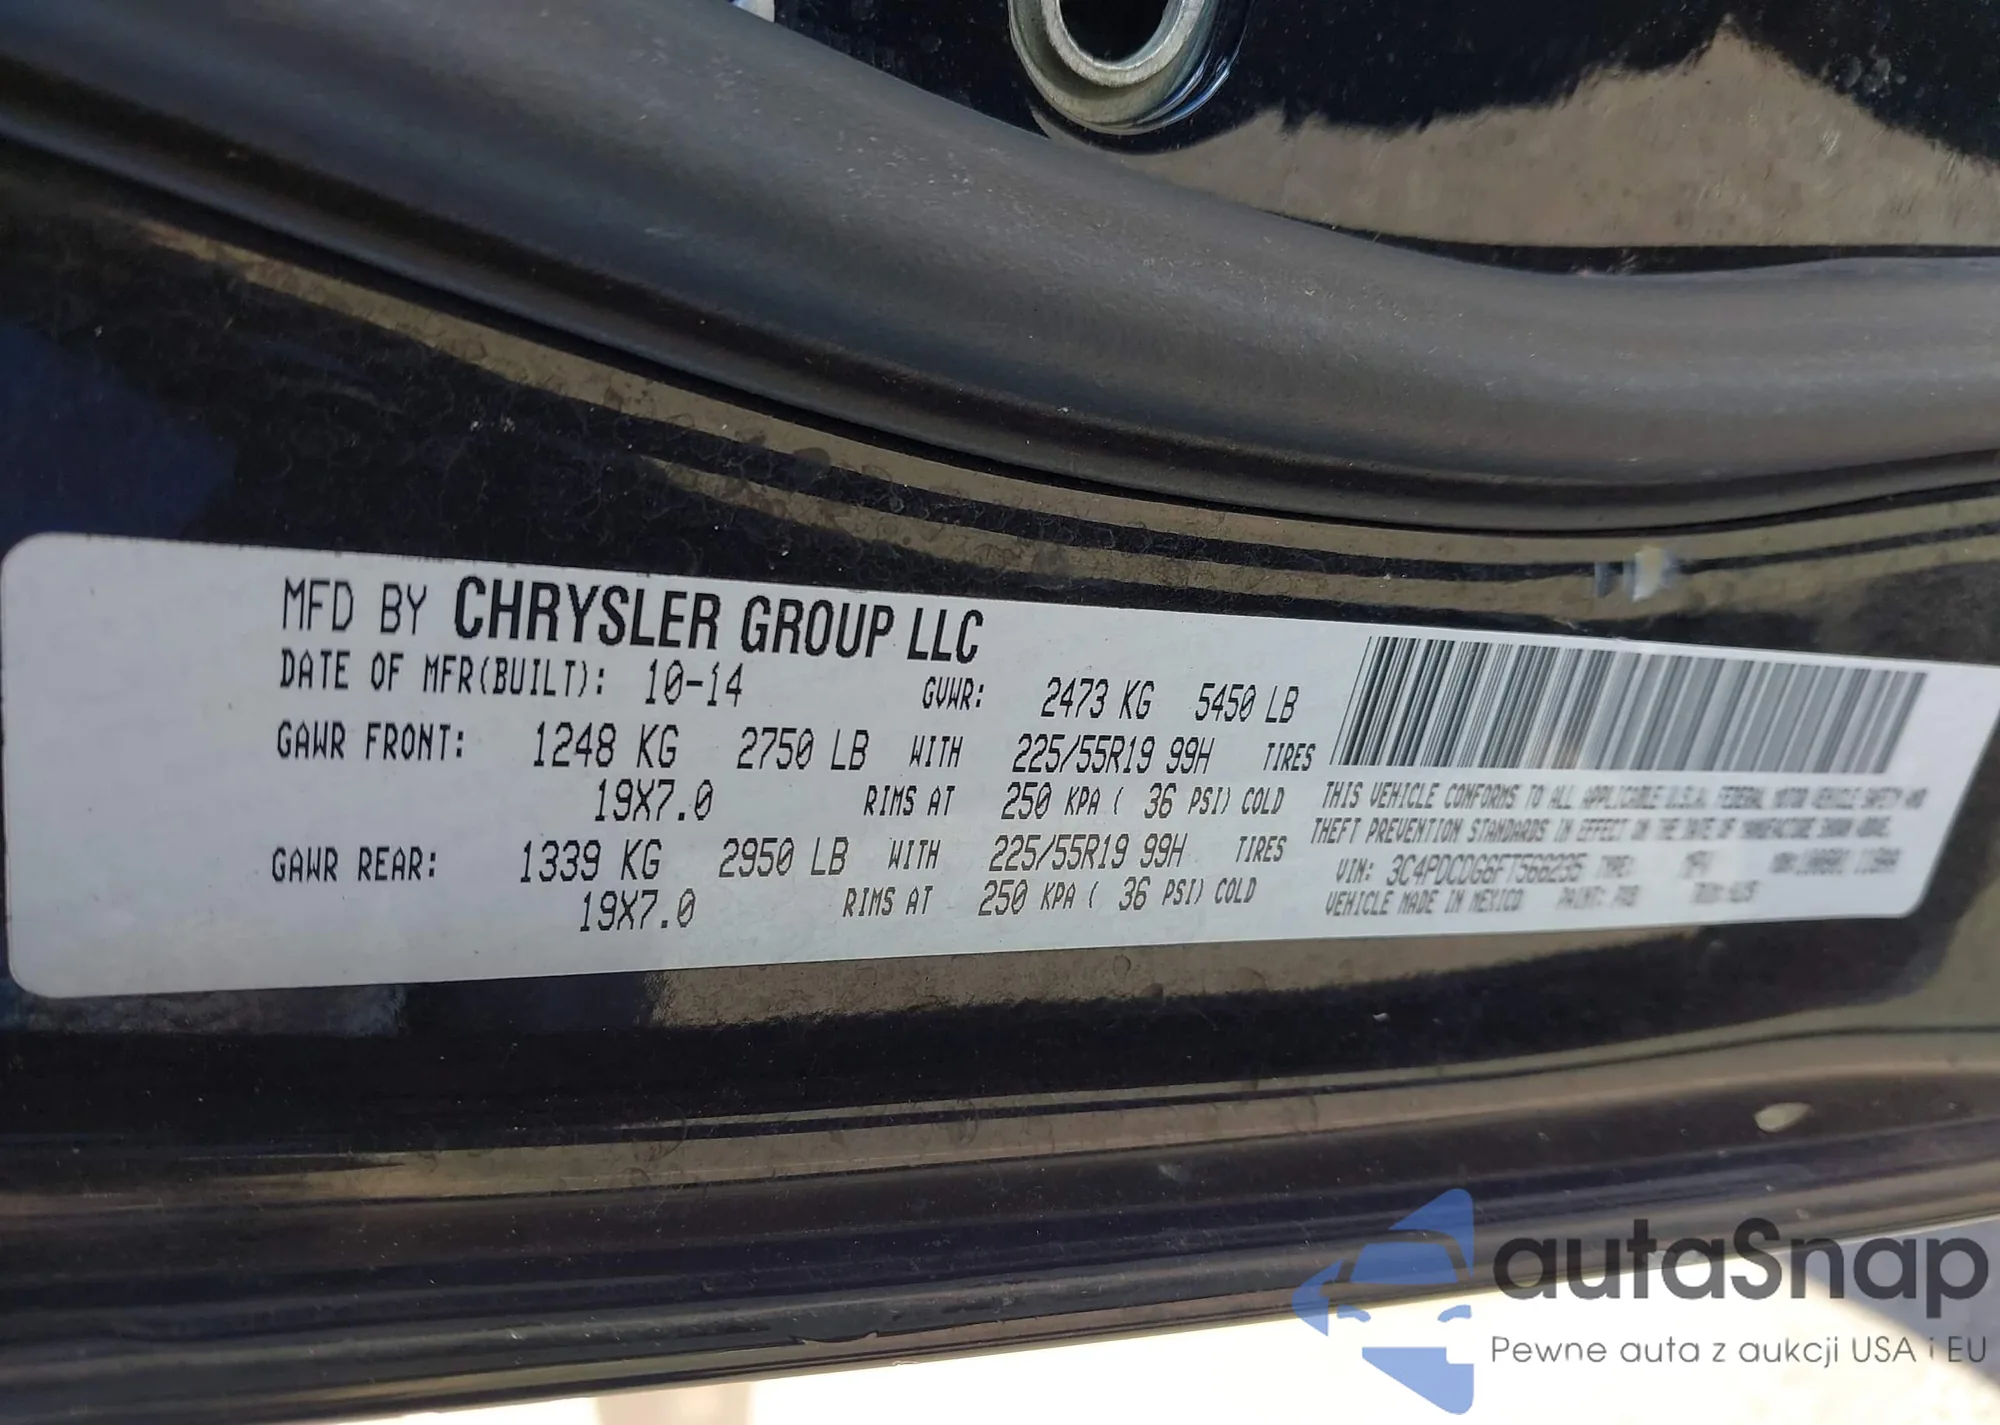 MFD BY CHRYSLER GROUP LLC
DATE OF MFR(BUILT): 10-14 GVWR: 2473 KG 5450 LB
GAWR FRONT: 1248 KG 2750 LB WITH 225/55R19 99H TIRES
19X7.0 RIMS AT 250 KPA ( 36 PSI) COLD
GAWR REAR: 1339 KG 2950 LB WITH 225/55R19 99H TIRES
19X7.0 RIMS AT 250 KPA ( 36 PSI) COLD
THIS VEHICLE CONFORMS TO ALL APPLICABLE U.S.A. FEDERAL MOTOR VEHICLE SAFETY AND
THEFT PREVENTION STANDARDS IN EFFECT ON THE DATE OF MANUFACTURE SHOWN ABOVE.
VIN: 3C4PDCDG6FT566235 TYPE: MPV
VEHICLE MADE IN MEXICO PAINT:
autaSnap
Pewne auta z aukcji USA i EU